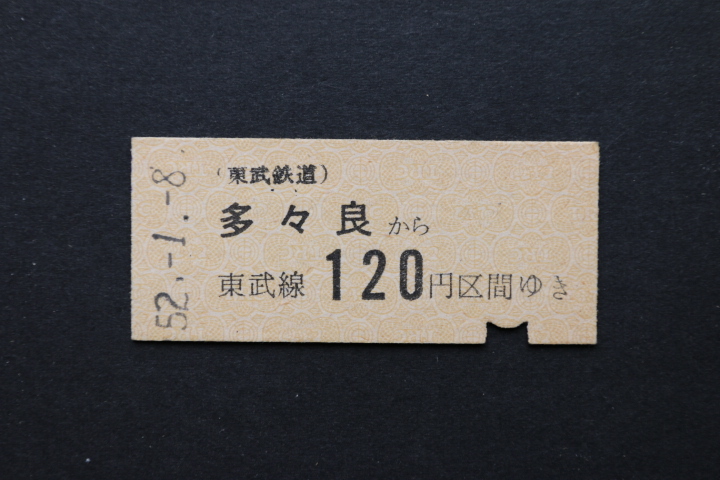 52.-1.-8
（東武鉄道）
多々良から
東武線 120円区間ゆき